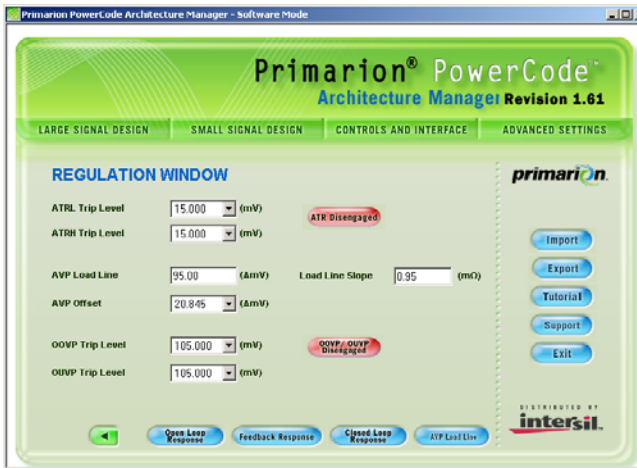 Primarion PowerCode Architecture Manager - Software Mode
Primarion® PowerCode™
Architecture Manager Revision 1.61
LARGE SIGNAL DESIGN SMALL SIGNAL DESIGN CONTROLS AND INTERFACE ADVANCED SETTINGS
REGULATION WINDOW
primarion.
ATRL Trip Level 15.000 (mV)
ATR Disengaged
ATRH Trip Level 15.000 (mV)
Import
AVP Load Line 95.00 (ΔmV) Load Line Slope 0.95 (mΩ)
Export
AVP Offset 20.845 (ΔmV)
Tutorial
Support
OOVP Trip Level 105.000 (mV)
OOVP/OUVP
Disengaged
Exit
OUVP Trip Level 105.000 (mV)
DISTRIBUTED BY
intersil.
Open Loop
Response
Feedback Response
Closed Loop
Response
AVP Load Line